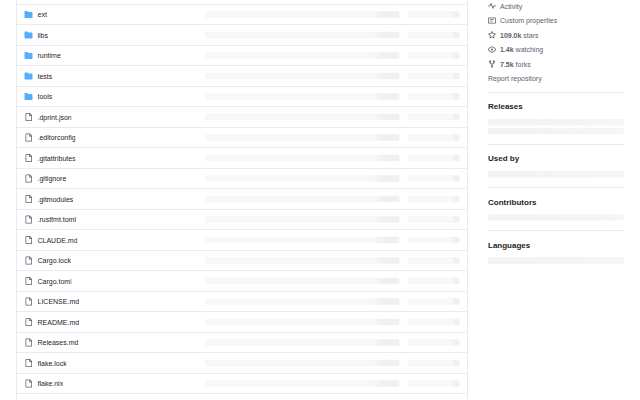 ext
libs
runtime
tests
tools
.dprint.json
.editorconfig
.gitattributes
.gitignore
.gitmodules
.rustfmt.toml
CLAUDE.md
Cargo.lock
Cargo.toml
LICENSE.md
README.md
Releases.md
flake.lock
flake.nix
Activity
Custom properties
109.0k stars
1.4k watching
7.5k forks
Report repository
Releases
Used by
Contributors
Languages